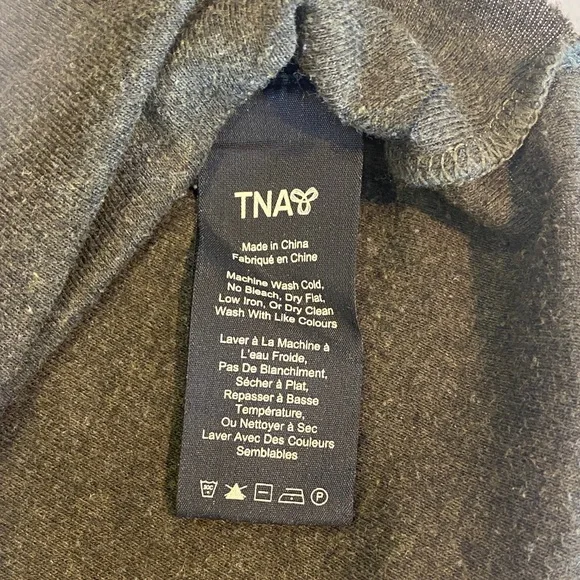 TNA
Made in China
Fabriqué en Chine
Machine Wash Cold,
No Bleach, Dry Flat,
Low Iron, Or Dry Clean
Wash With Like Colours
Laver à La Machine à
L'eau Froide,
Pas De Blanchiment,
Sécher à Plat,
Repasser à Basse
Température,
Ou Nettoyer à Sec
Laver Avec Des Couleurs
Semblables
30C P